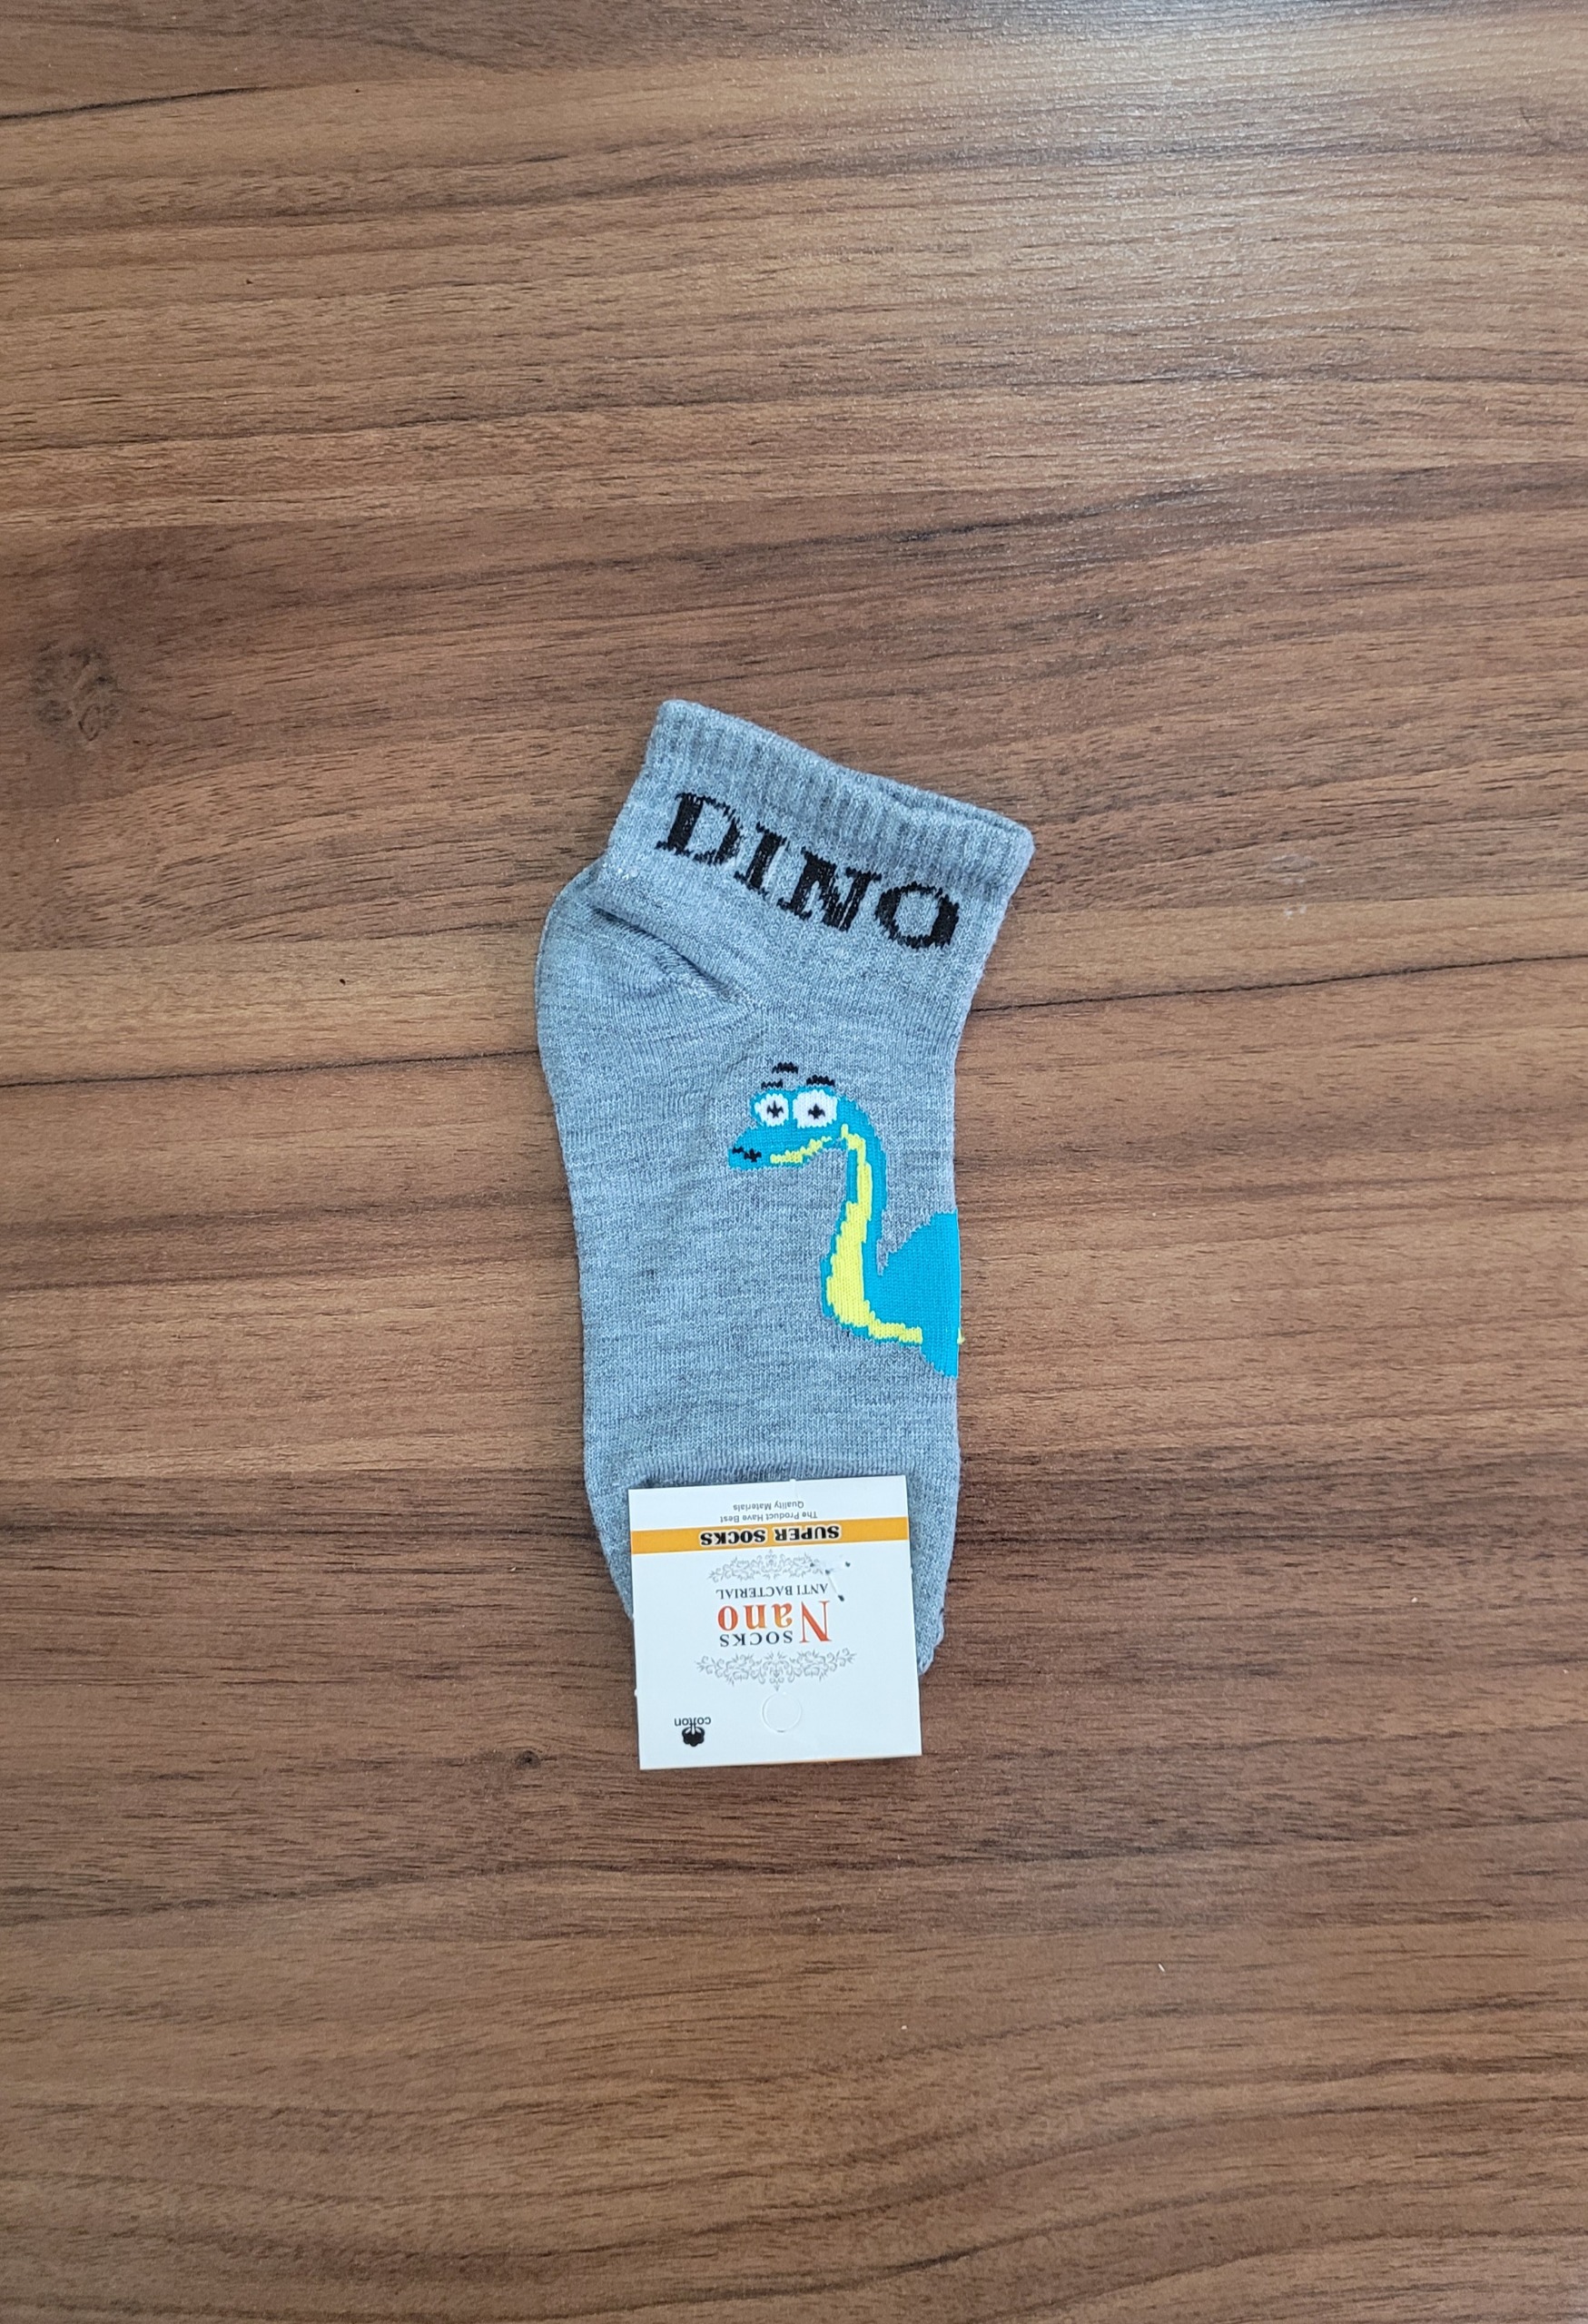 DINO
cotton
SOCKS
Nano
ANTI BACTERIAL
SUPER SOCKS
The Product Have Best
Quality Materials